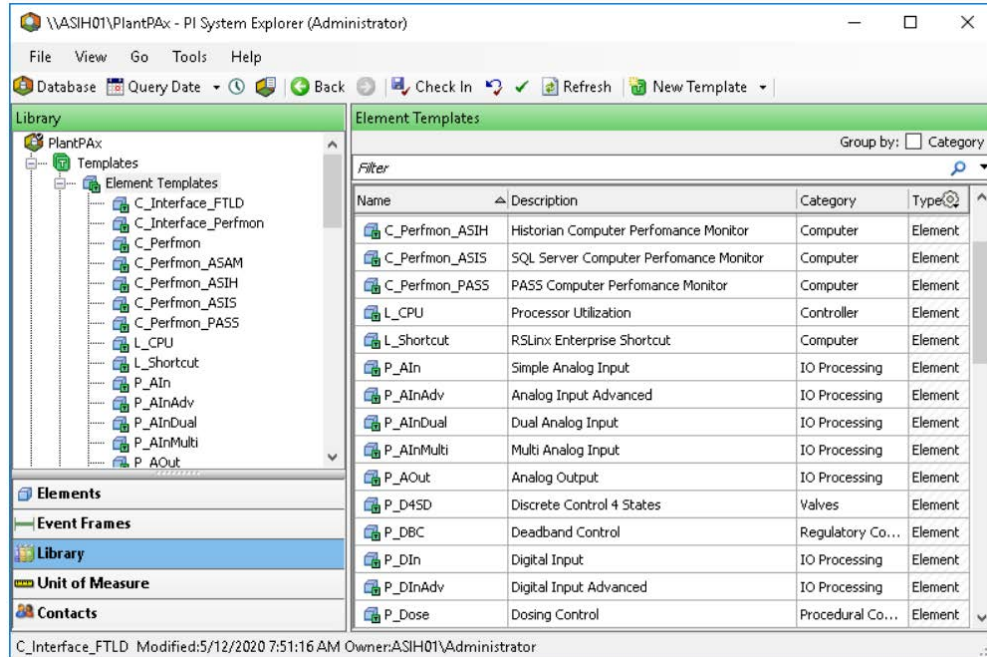 \\ASIH01\PlantPAx - PI System Explorer (Administrator)
File View Go Tools Help
Database Query Date Back Check In Refresh New Template
Library
PlantPAx
Templates
Element Templates
C_Interface_FTLD
C_Interface_Perfmon
C_Perfmon
C_Perfmon_ASAM
C_Perfmon_ASIH
C_Perfmon_ASIS
C_Perfmon_PASS
L_CPU
L_Shortcut
P_AIn
P_AInAdv
P_AInDual
P_AInMulti
P_AOut
Elements
Event Frames
Library
Unit of Measure
Contacts
Element Templates
Group by: Category
Filter
Name Description Category Type
C_Perfmon_ASIH Historian Computer Perfomance Monitor Computer Element
C_Perfmon_ASIS SQL Server Computer Perfomance Monitor Computer Element
C_Perfmon_PASS PASS Computer Perfomance Monitor Computer Element
L_CPU Processor Utilization Controller Element
L_Shortcut RSLinx Enterprise Shortcut Computer Element
P_AIn Simple Analog Input IO Processing Element
P_AInAdv Analog Input Advanced IO Processing Element
P_AInDual Dual Analog Input IO Processing Element
P_AInMulti Multi Analog Input IO Processing Element
P_AOut Analog Output IO Processing Element
P_D4SD Discrete Control 4 States Valves Element
P_DBC Deadband Control Regulatory Co... Element
P_DIn Digital Input IO Processing Element
P_DInAdv Digital Input Advanced IO Processing Element
P_Dose Dosing Control Procedural Co... Element
C_Interface_FTLD Modified:5/12/2020 7:51:16 AM Owner:ASIH01\Administrator